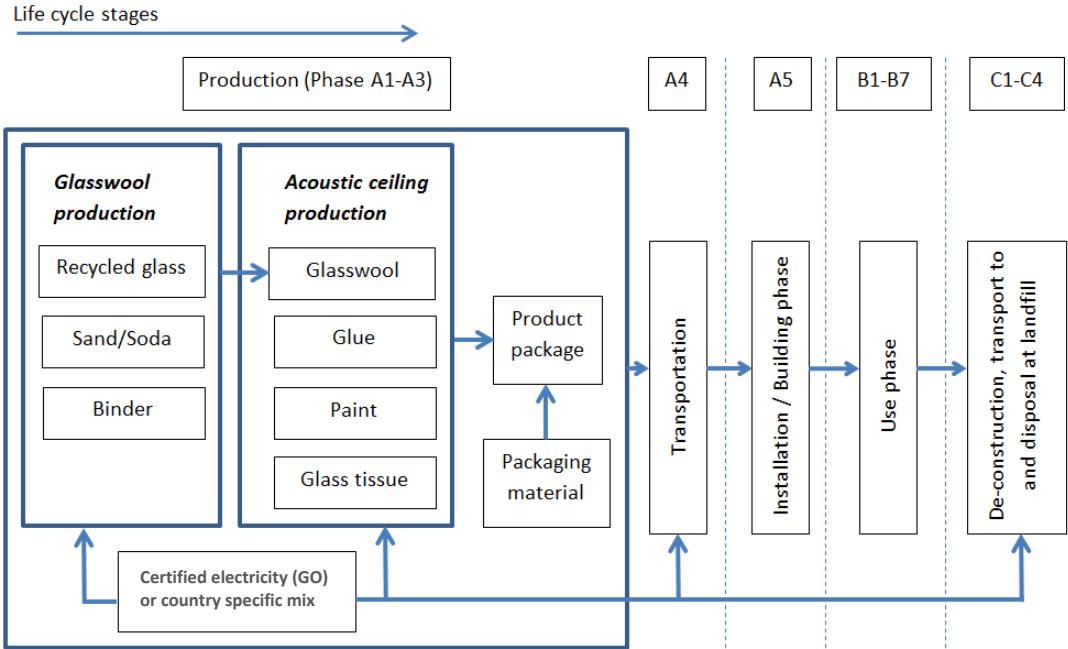 Life cycle stages
Production (Phase A1-A3)
A4
A5
B1-B7
C1-C4
Glasswool
production
Recycled glass
Sand/Soda
Binder
Acoustic ceiling
production
Glasswool
Glue
Paint
Glass tissue
Product
package
Packaging
material
Transportation
Installation / Building phase
Use phase
De-construction, transport to
and disposal at landfill
Certified electricity (GO)
or country specific mix